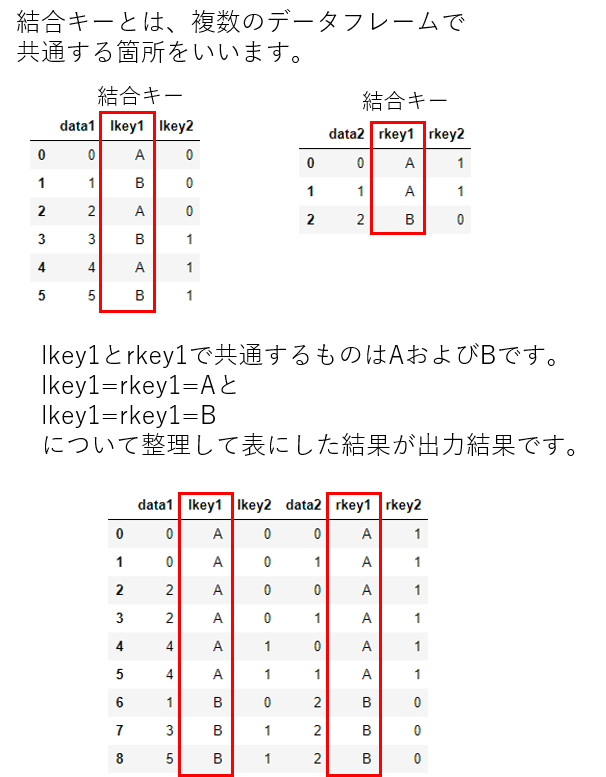 結合キーとは、複数のデータフレームで
共通する箇所をいいます。
結合キー
data1 lkey1 lkey2
0 0 A 0
1 1 B 0
2 2 A 0
3 3 B 1
4 4 A 1
5 5 B 1
結合キー
data2 rkey1 rkey2
0 0 A 1
1 1 A 1
2 2 B 0
lkey1とrkey1で共通するものはAおよびBです。
lkey1=rkey1=Aと
lkey1=rkey1=B
について整理して表にした結果が出力結果です。
data1 lkey1 lkey2 data2 rkey1 rkey2
0 0 A 0 0 A 1
1 0 A 0 1 A 1
2 2 A 0 0 A 1
3 2 A 0 1 A 1
4 4 A 1 0 A 1
5 4 A 1 1 A 1
6 1 B 0 2 B 0
7 3 B 1 2 B 0
8 5 B 1 2 B 0